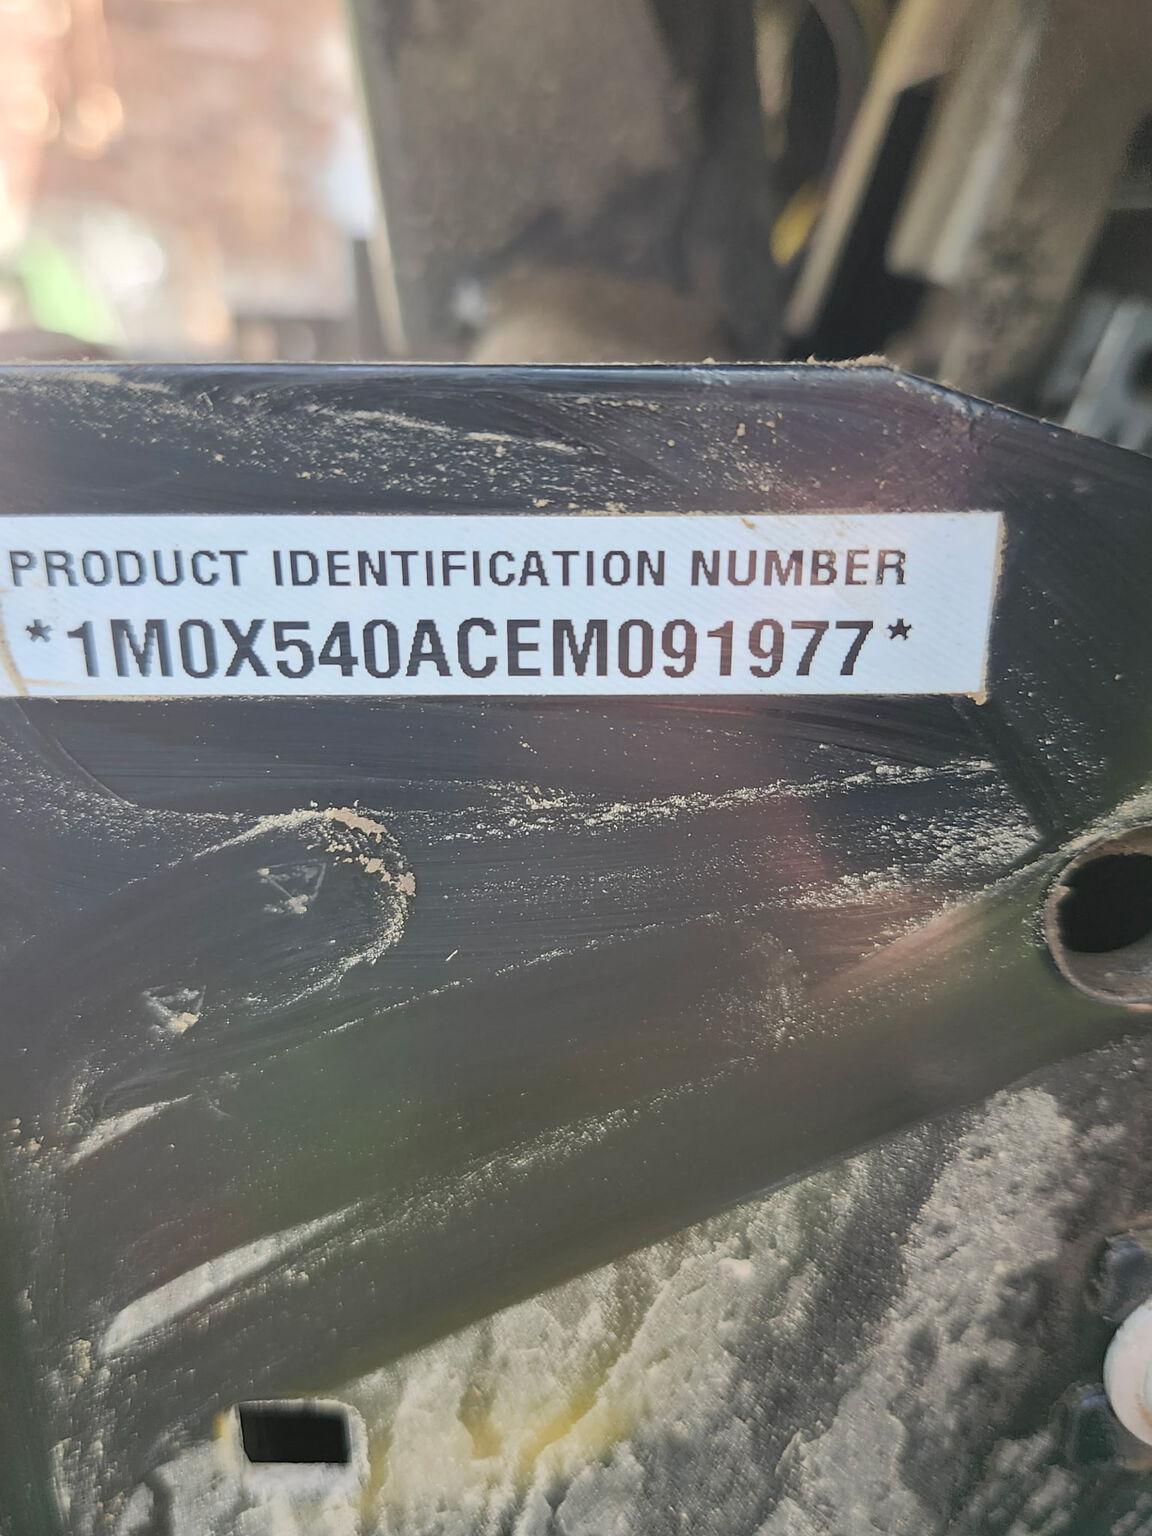 PRODUCT IDENTIFICATION NUMBER
*1M0X540ACEM091977*